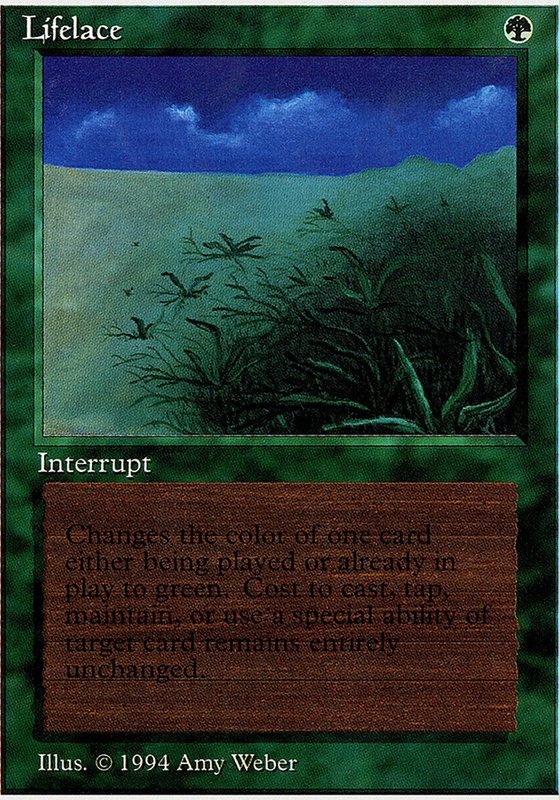 Lifelace
Interrupt
Changes the color of one card
either being played or already in
play to green. Cost to cast, tap,
maintain, or use a special ability of
target card remains entirely
unchanged.
Illus. © 1994 Amy Weber